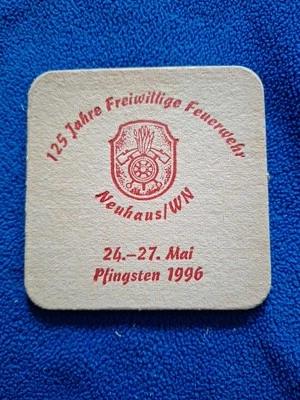 125 Jahre Freiwillige Feuerwehr
Neuhaus/WN
24.–27. Mai
Pfingsten 1996